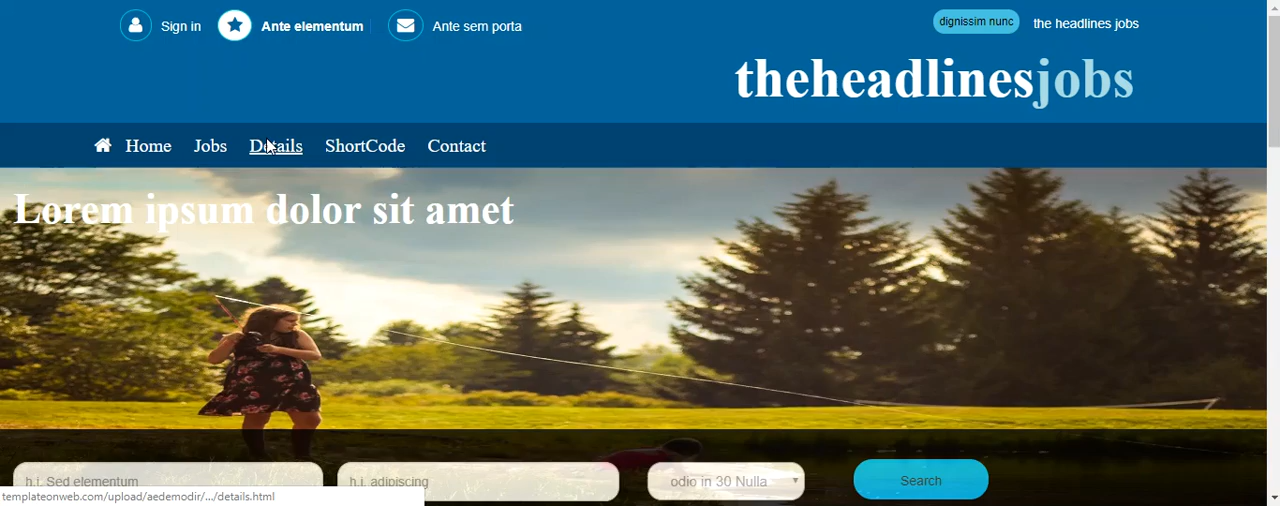 Sign in
Ante elementum
Ante sem porta
dignissim nunc
the headlines jobs
theheadlinesjobs
Home
Jobs
Details
ShortCode
Contact
Lorem ipsum dolor sit amet
h.i. Sed elementum
h.i. adipiscing
odio in 30 Nulla
Search
templateonweb.com/upload/aedemodir/.../details.html